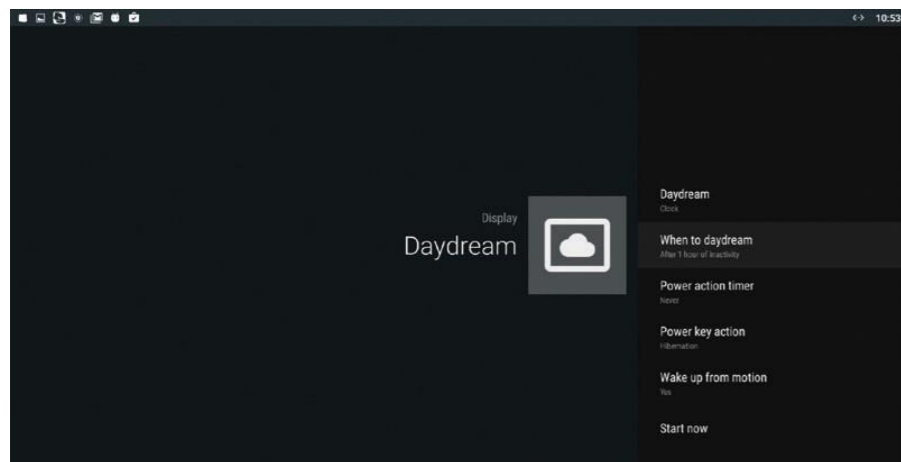 10:53
Display
Daydream
Daydream
Clock
When to daydream
After 1 hour of inactivity
Power action timer
Never
Power key action
Hibernation
Wake up from motion
Yes
Start now